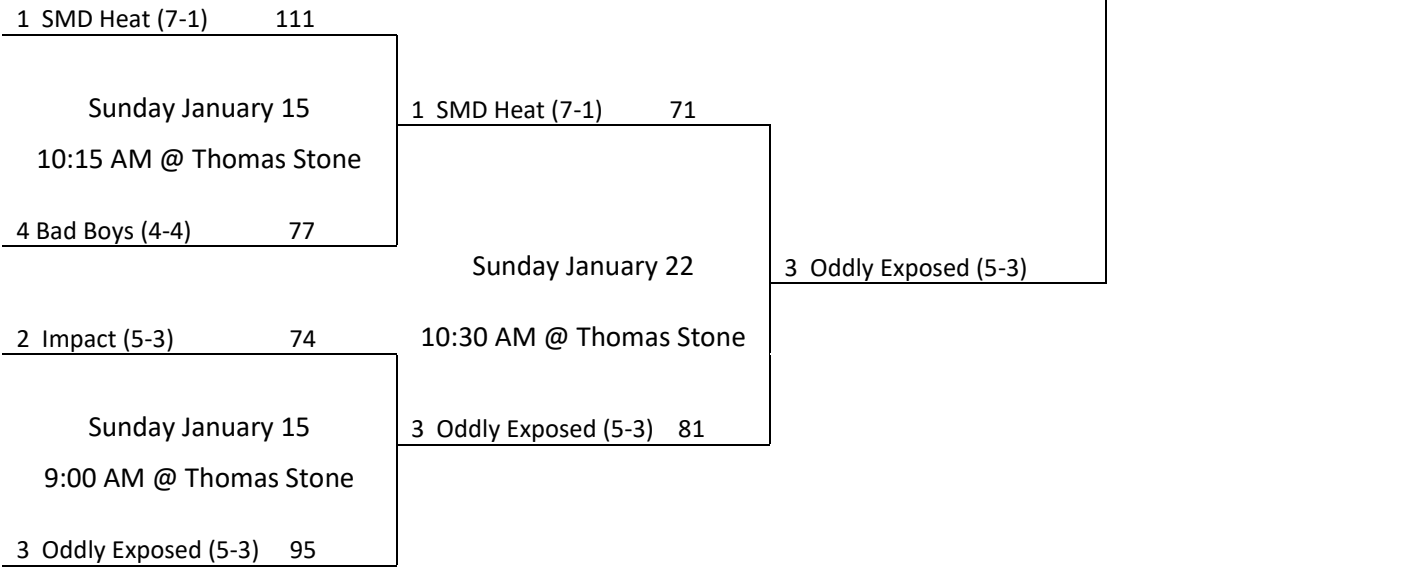 1 SMD Heat (7-1) 111
Sunday January 15
10:15 AM @ Thomas Stone
4 Bad Boys (4-4) 77
2 Impact (5-3) 74
Sunday January 15
9:00 AM @ Thomas Stone
3 Oddly Exposed (5-3) 95
1 SMD Heat (7-1) 71
Sunday January 22
10:30 AM @ Thomas Stone
3 Oddly Exposed (5-3) 81
3 Oddly Exposed (5-3)